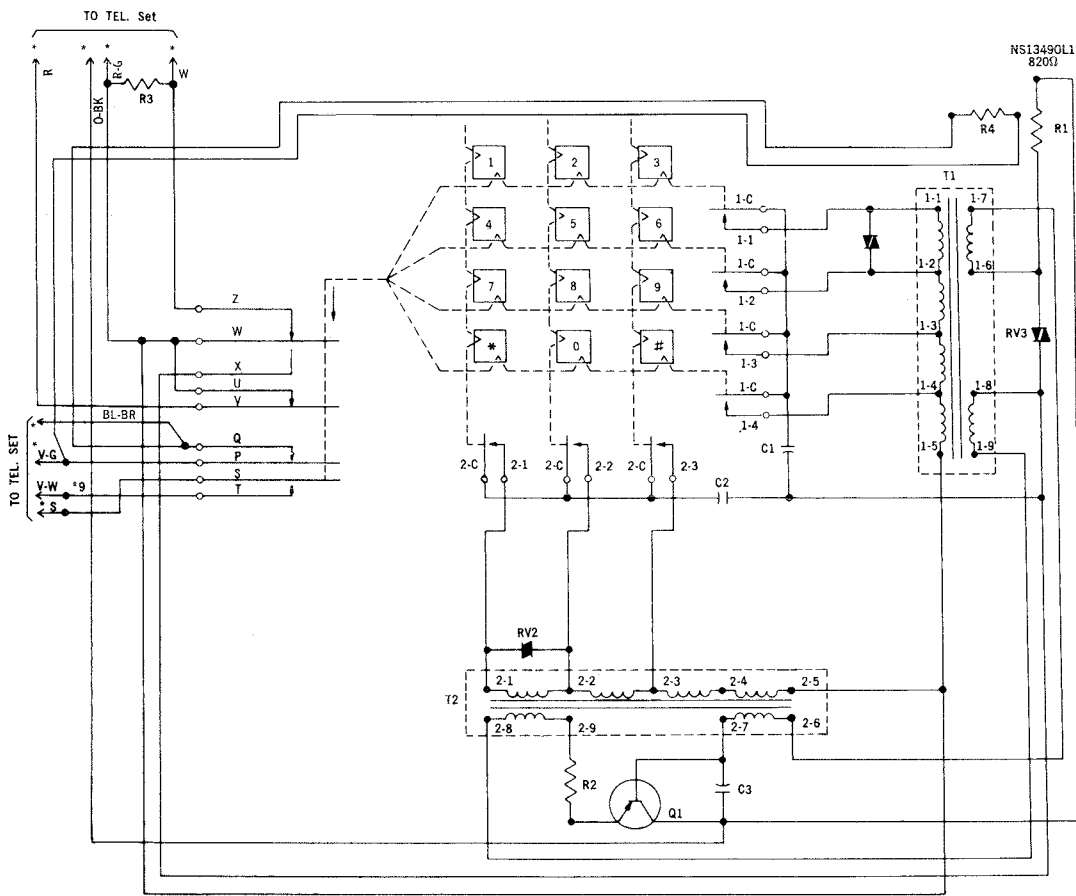 TO TEL. Set
* * * *
R
O-BK
R-G
W
R3
NS13490L1
820Ω
R1
R4
T1
1 2 3
4 5 6
7 8 9
* 0 #
1-C
1-1
1-C
1-2
1-C
1-3
1-C
1-4
C1
1-1 1-7
1-2 1-6
1-3
1-4 1-8
1-5 1-9
RV3
Z
W
X
U
V
BL-BR
Q
P
S
T
TO TEL. SET
*
*
V-G
V-W *9
* S
2-C 2-1 2-C 2-2 2-C 2-3
C2
RV2
T2
2-1 2-2 2-3 2-4 2-5
2-8 2-9 2-7 2-6
R2
Q1
C3